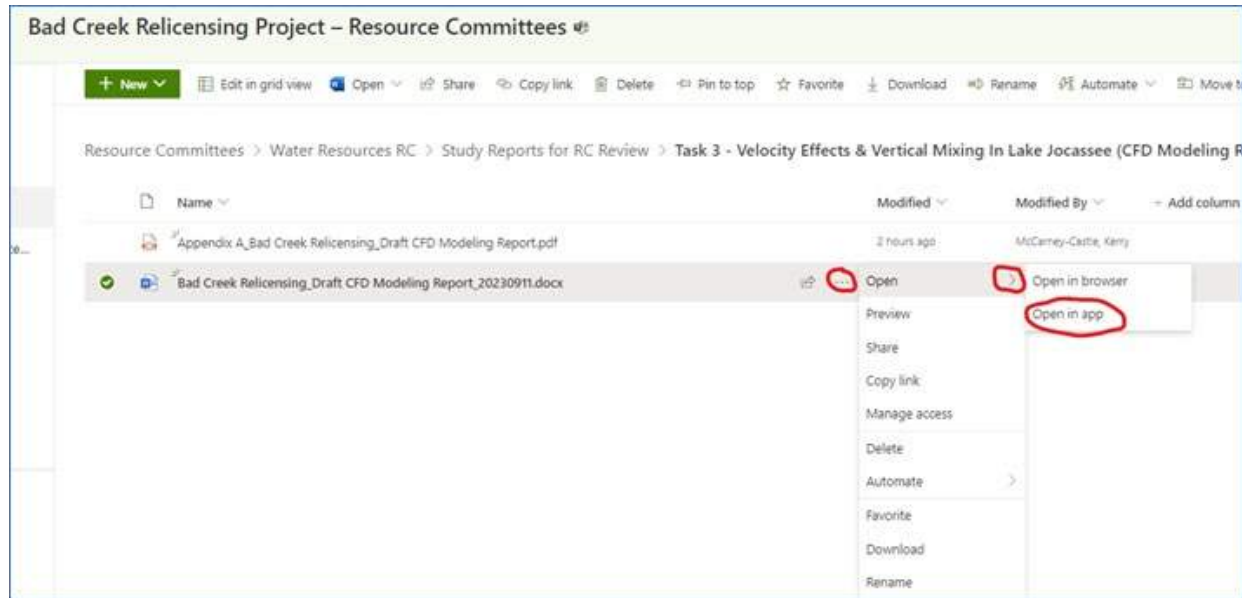 Bad Creek Relicensing Project – Resource Committees
+ New Edit in grid view Open Share Copy link Delete Pin to top Favorite Download Rename Automate Move
Resource Committees > Water Resources RC > Study Reports for RC Review > Task 3 - Velocity Effects & Vertical Mixing In Lake Jocassee (CFD Modeling R
Name Modified Modified By + Add column
Appendix A_Bad Creek Relicensing_Draft CFD Modeling Report.pdf 2 hours ago McCarney-Castle, Kerry
Bad Creek Relicensing_Draft CFD Modeling Report_20230911.docx ... Open > Open in browser
Preview Open in app
Share
Copy link
Manage access
Delete
Automate >
Favorite
Download
Rename